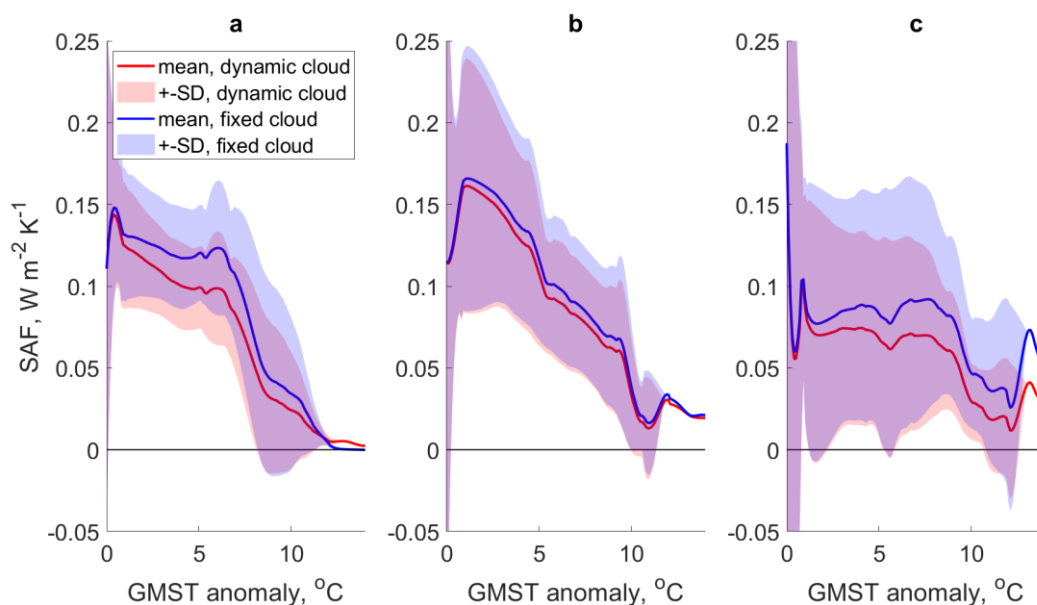 a
b
c
mean, dynamic cloud
+-SD, dynamic cloud
mean, fixed cloud
+-SD, fixed cloud
SAF, W m⁻² K⁻¹
0.25
0.2
0.15
0.1
0.05
0
-0.05
0
5
10
GMST anomaly, °C
0.25
0.2
0.15
0.1
0.05
0
-0.05
0
5
10
GMST anomaly, °C
0.25
0.2
0.15
0.1
0.05
0
-0.05
0
5
10
GMST anomaly, °C